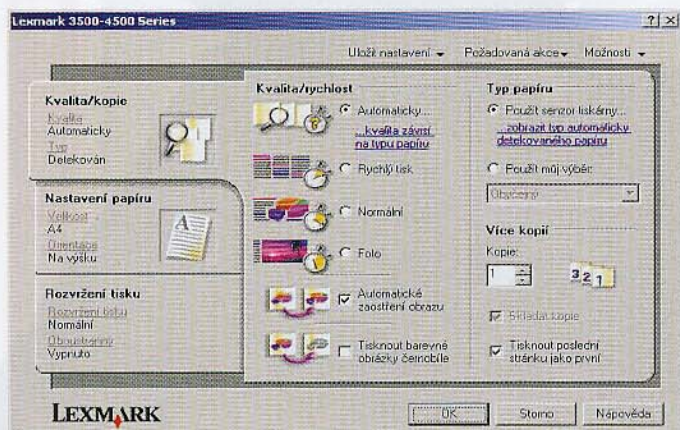 Lexmark 3500-4500 Series
Uložit nastavení
Požadovaná akce
Možnosti
Kvalita/kopie
Kvalita
Automaticky
Typ
Detekován
Nastavení papíru
Velikost
A4
Orientace
Na výšku
Rozvržení tisku
Rozvržení tisku
Normální
Oboustranný
Vypnuto
Kvalita/rychlost
Automaticky...
...kvalita závisí
na typu papíru
Rychlý tisk
Normální
Foto
Automatické
zaostření obrazu
Tisknout barevné
obrázky černobíle
Typ papíru
Použít senzor tiskárny...
...zobrazit typ automaticky
detekovaného papíru
Použít můj výběr:
Obyčejný
Více kopií
Kopie:
1
3 2 1
Skládat kopie
Tisknout poslední
stránku jako první
LEXMARK
OK
Storno
Nápověda